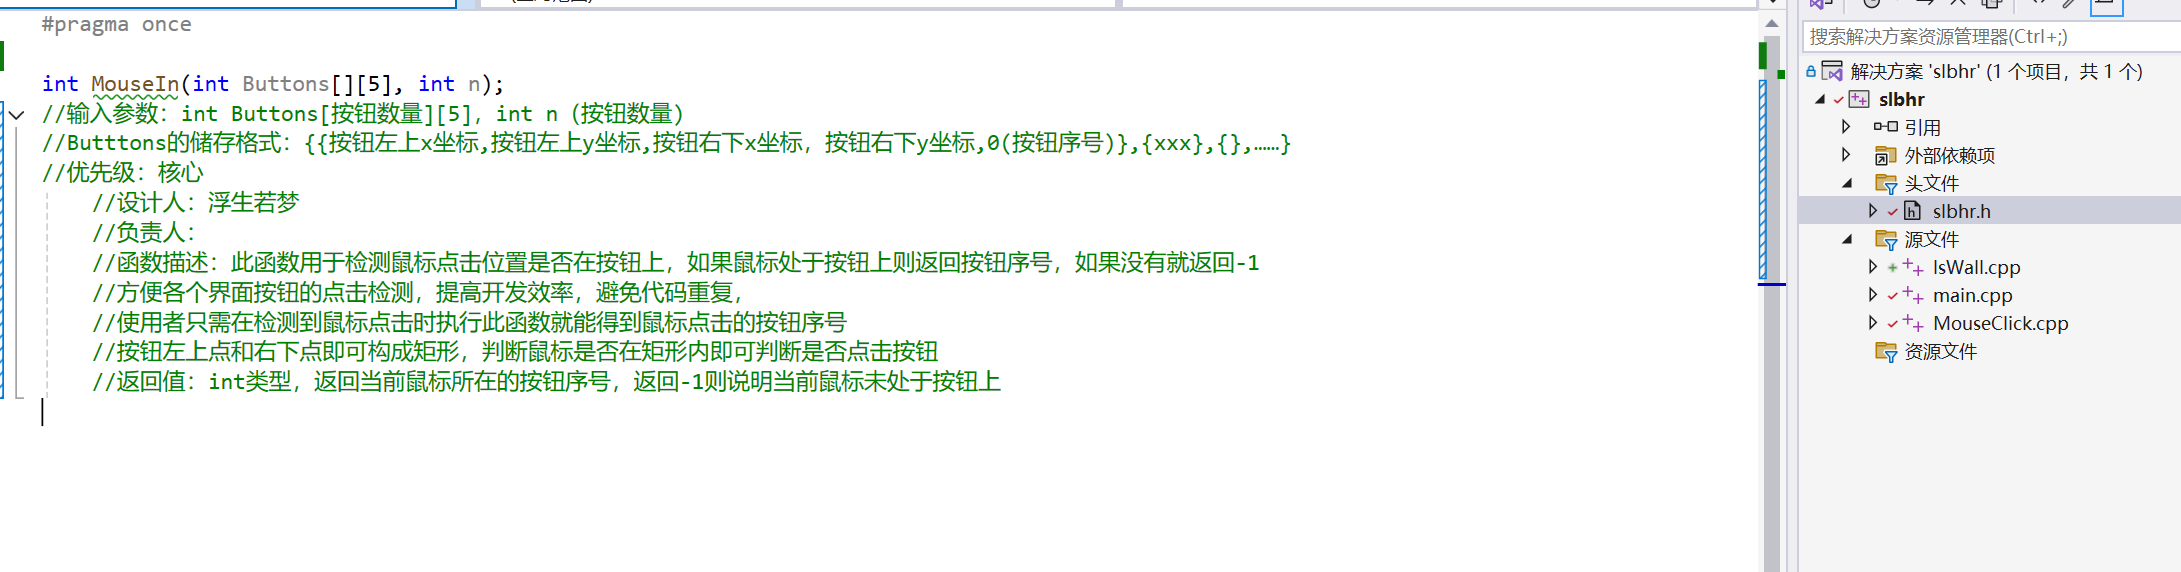 #pragma once
int MouseIn(int Buttons[][5], int n);
//输入参数：int Buttons[按钮数量][5]，int n（按钮数量）
//Butttons的储存格式：{{按钮左上x坐标,按钮左上y坐标,按钮右下x坐标，按钮右下y坐标,0(按钮序号)},{xxx},{},……}
//优先级：核心
//设计人：浮生若梦
//负责人：
//函数描述：此函数用于检测鼠标点击位置是否在按钮上，如果鼠标处于按钮上则返回按钮序号，如果没有就返回-1
//方便各个界面按钮的点击检测，提高开发效率，避免代码重复，
//使用者只需在检测到鼠标点击时执行此函数就能得到鼠标点击的按钮序号
//按钮左上点和右下点即可构成矩形，判断鼠标是否在矩形内即可判断是否点击按钮
//返回值：int类型，返回当前鼠标所在的按钮序号，返回-1则说明当前鼠标未处于按钮上
搜索解决方案资源管理器(Ctrl+;)
解决方案 'slbhr' (1 个项目，共 1 个)
slbhr
引用
外部依赖项
头文件
slbhr.h
源文件
IsWall.cpp
main.cpp
MouseClick.cpp
资源文件